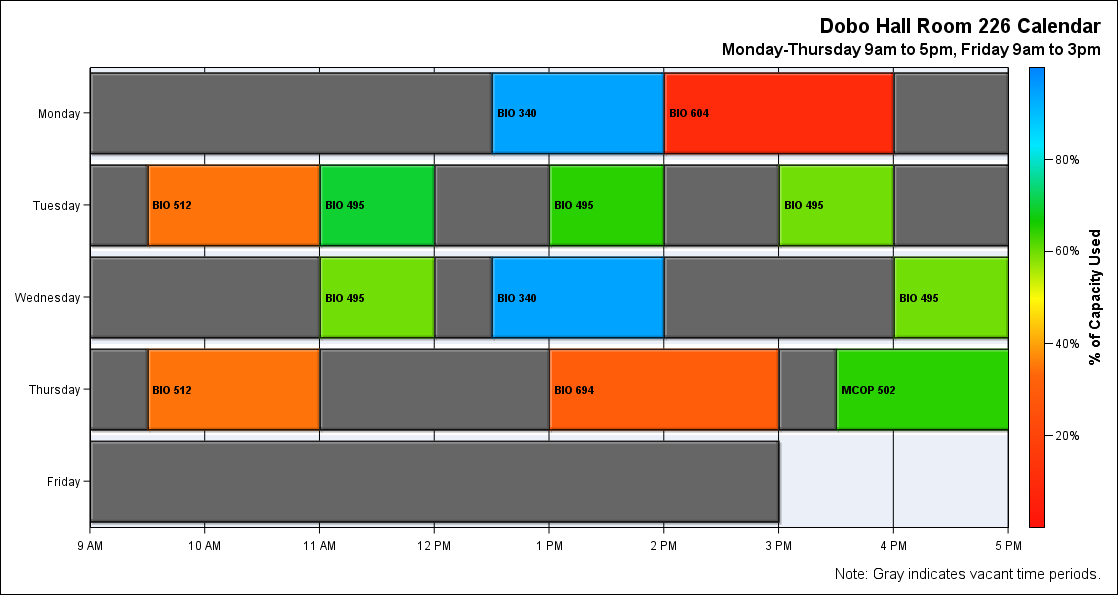 Dobo Hall Room 226 Calendar
Monday-Thursday 9am to 5pm, Friday 9am to 3pm
Monday
BIO 340
BIO 604
Tuesday
BIO 512
BIO 495
BIO 495
BIO 495
Wednesday
BIO 495
BIO 340
BIO 495
Thursday
BIO 512
BIO 694
MCOP 502
Friday
9 AM 10 AM 11 AM 12 PM 1 PM 2 PM 3 PM 4 PM 5 PM
80%
60%
40%
20%
% of Capacity Used
Note: Gray indicates vacant time periods.